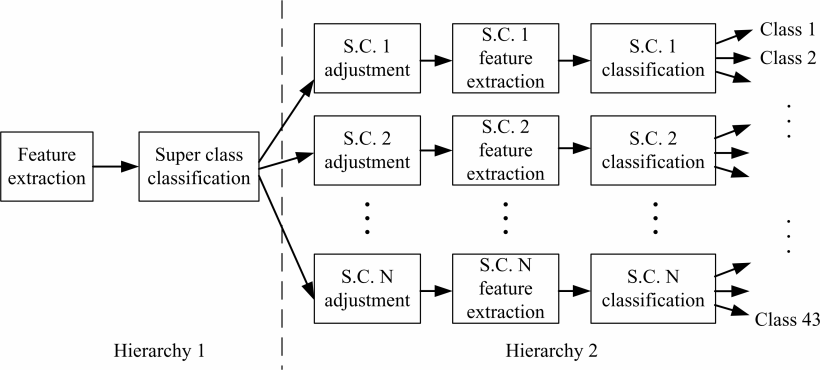 Feature
extraction
Super class
classification
S.C. 1
adjustment
S.C. 1
feature
extraction
S.C. 1
classification
Class 1
Class 2
S.C. 2
adjustment
S.C. 2
feature
extraction
S.C. 2
classification
S.C. N
adjustment
S.C. N
feature
extraction
S.C. N
classification
Class 43
Hierarchy 1
Hierarchy 2